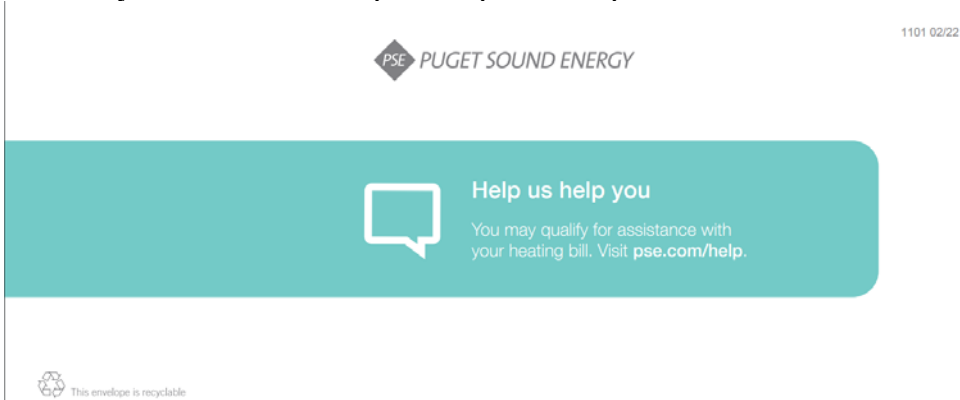 1101 02/22
PSE PUGET SOUND ENERGY
Help us help you
You may qualify for assistance with
your heating bill. Visit pse.com/help.
This envelope is recyclable